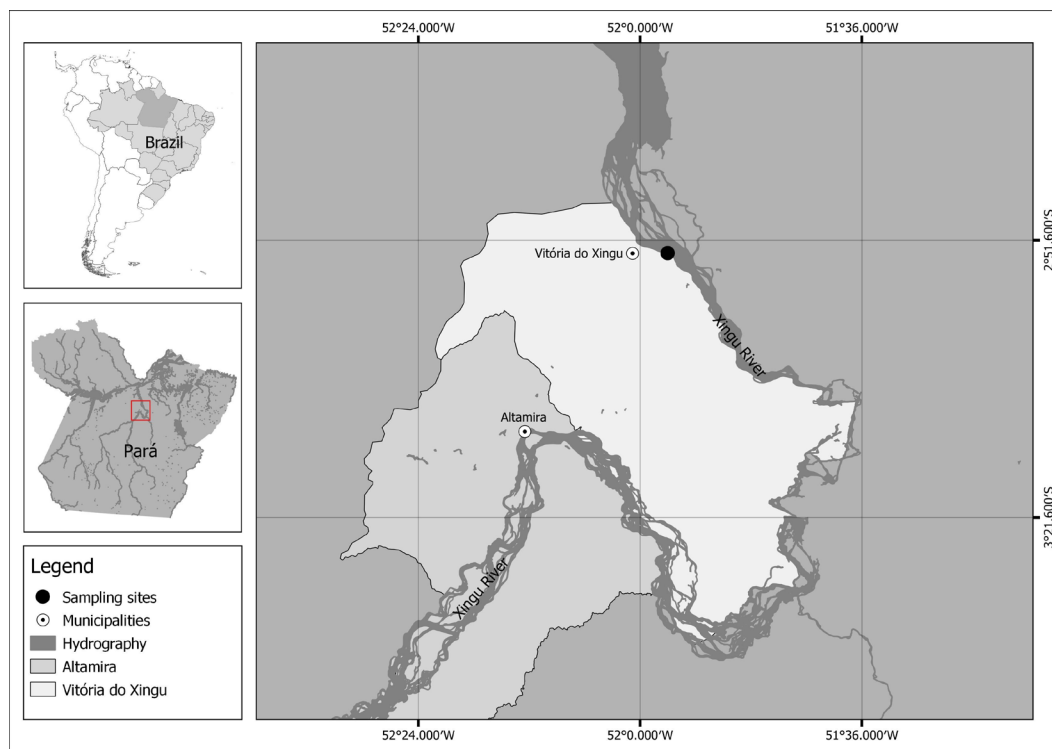 52°24.000'W
52°0.000'W
51°36.000'W
Brazil
2°51.600'S
Vitória do Xingu
Xingu River
Altamira
Pará
3°21.600'S
Xingu River
Legend
Sampling sites
Municipalities
Hydrography
Altamira
Vitória do Xingu
52°24.000'W
52°0.000'W
51°36.000'W